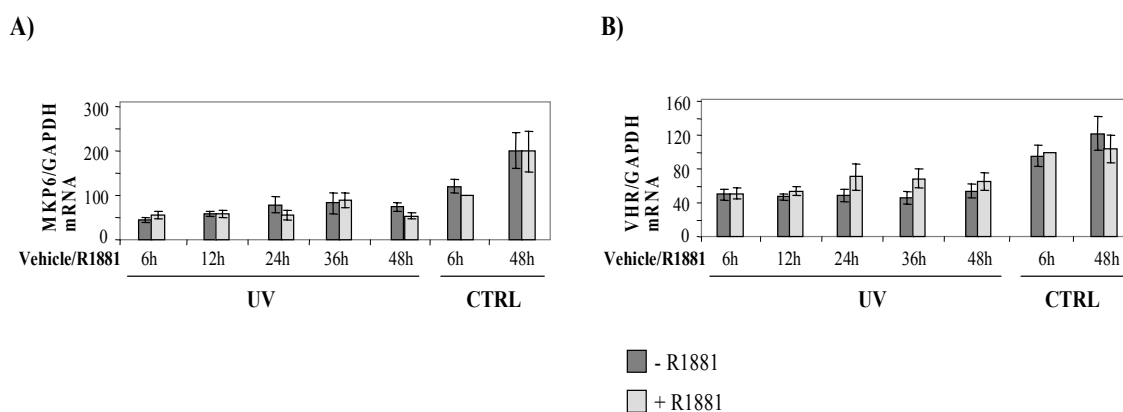 A)
MKP6/GAPDH
mRNA
300
200
100
0
Vehicle/R1881 6h 12h 24h 36h 48h 6h 48h
UV CTRL
B)
VHR/GAPDH
mRNA
160
120
80
40
0
Vehicle/R1881 6h 12h 24h 36h 48h 6h 48h
UV CTRL
- R1881
+ R1881